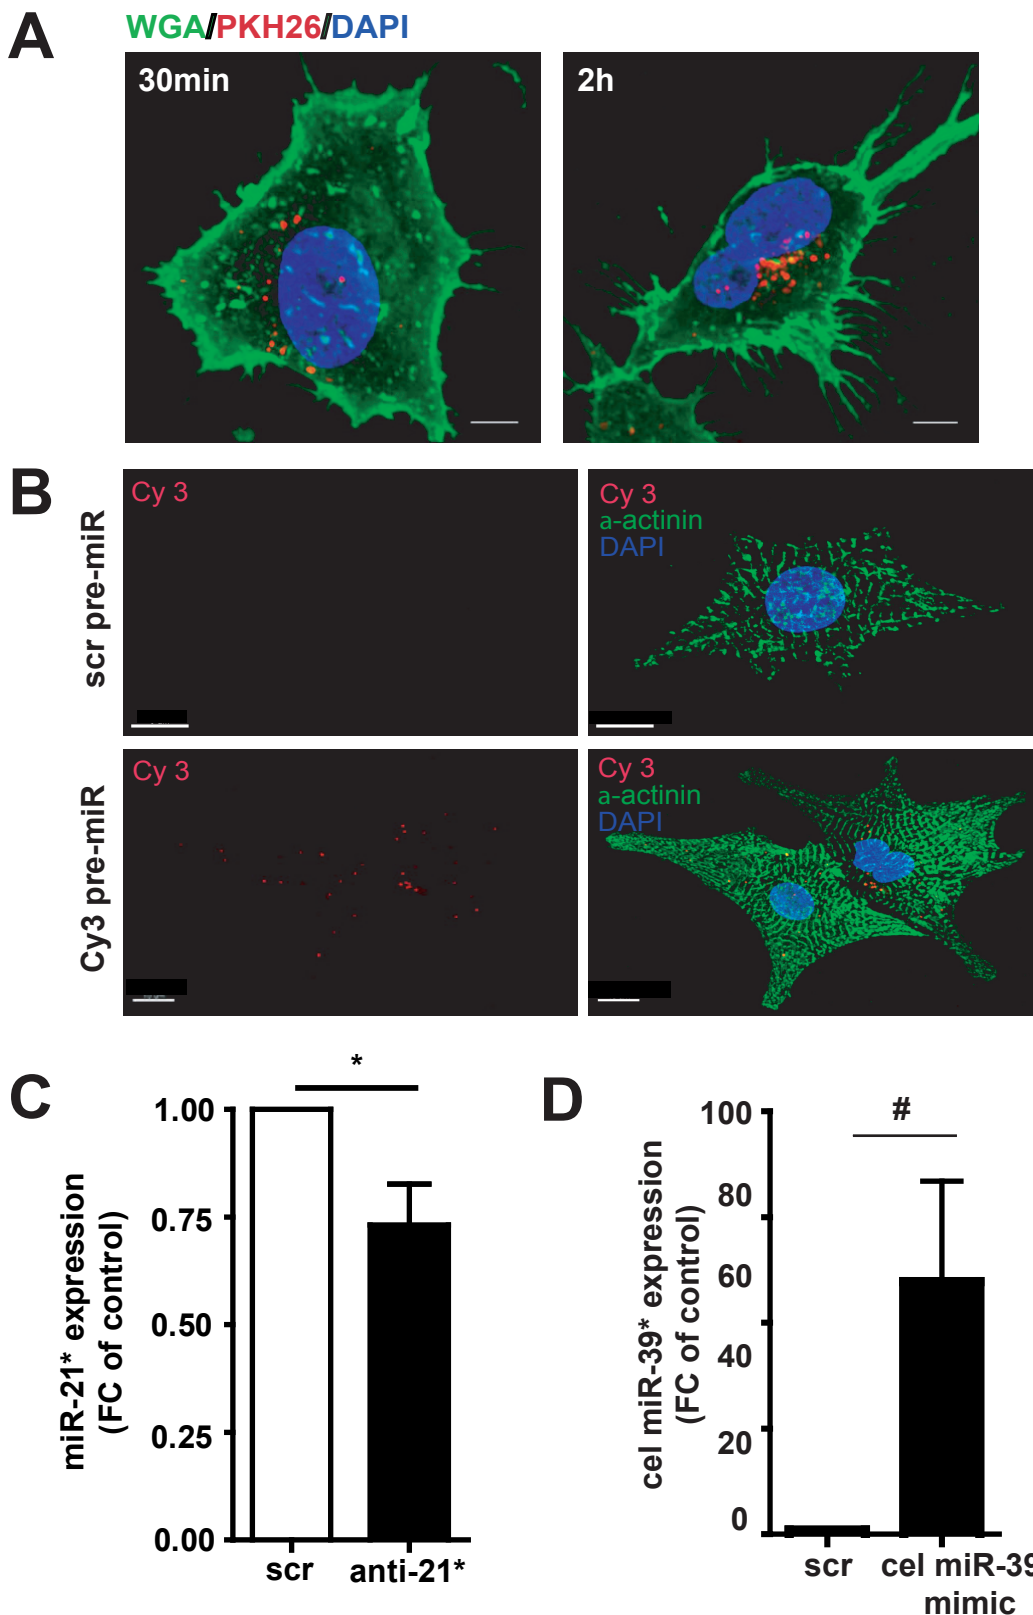 A
WGA/PKH26/DAPI
30min
2h
B
scr pre-miR
Cy 3
Cy 3
a-actinin
DAPI
Cy3 pre-miR
Cy 3
Cy 3
a-actinin
DAPI
C
miR-21* expression
(FC of control)
*
1.00
0.75
0.50
0.25
0.00
scr
anti-21*
D
cel miR-39* expression
(FC of control)
#
100
80
60
40
20
0
scr
cel miR-39
mimic